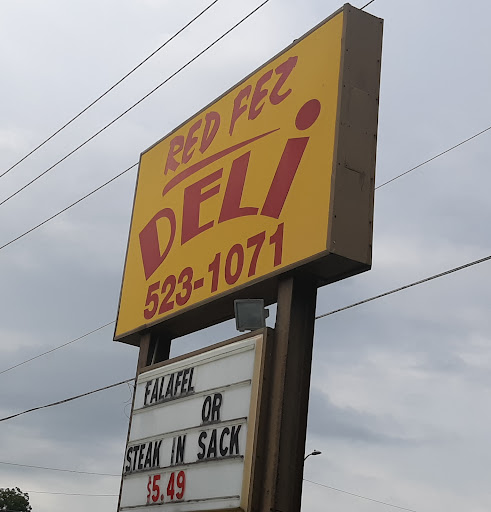 RED FEZ
DELi
523-1071
FALAFEL
OR
STEAK IN SACK
$5.49